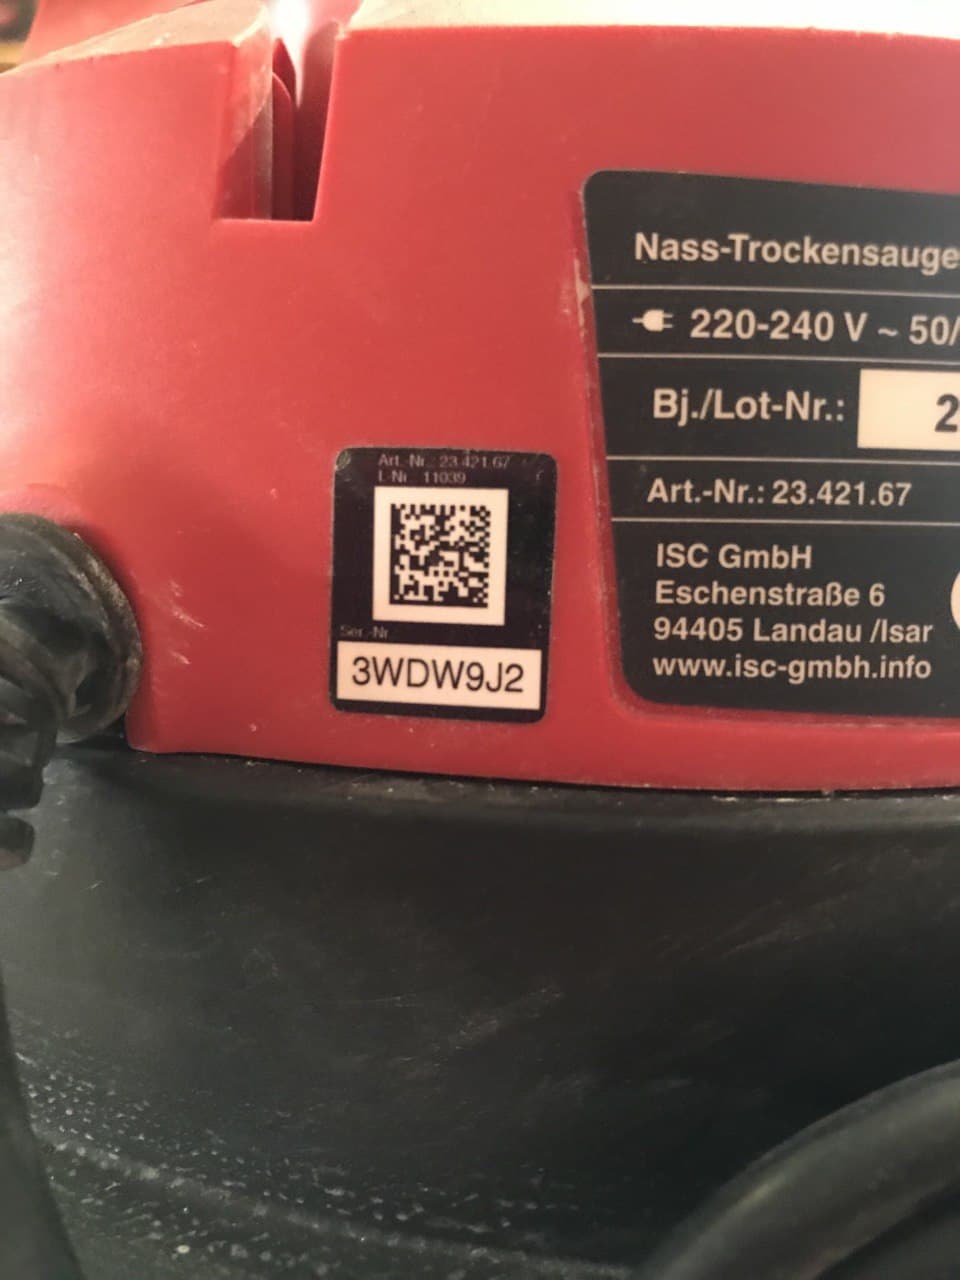 Nass-Trockensauge
220-240 V ~ 50/
Bj./Lot-Nr.: 2
Art.-Nr.: 23.421.67
ISC GmbH
Eschenstraße 6
94405 Landau /Isar
www.isc-gmbh.info
Art.-Nr.: 23.421.67
I.-Nr.: 11039
Ser.-Nr.
3WDW9J2